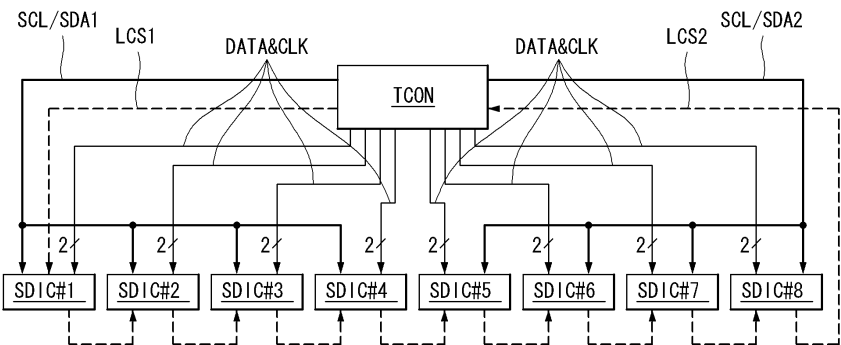 SCL/SDA1
LCS1
DATA&CLK
DATA&CLK
LCS2
SCL/SDA2
TCON
2
2
2
2
2
2
2
2
SDIC#1
SDIC#2
SDIC#3
SDIC#4
SDIC#5
SDIC#6
SDIC#7
SDIC#8